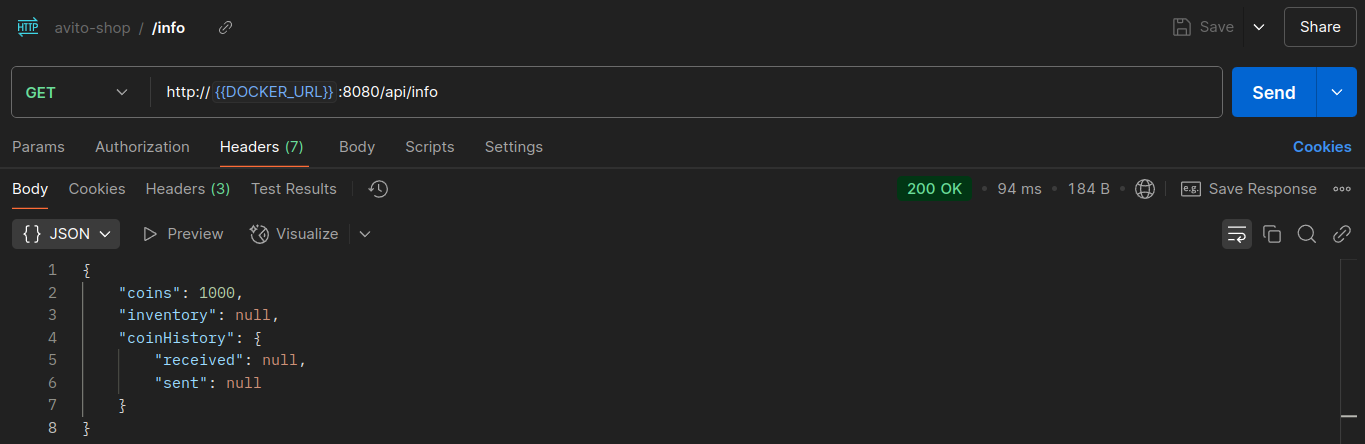 HTTP avito-shop / /info Save Share
GET http://{{DOCKER_URL}}:8080/api/info Send
Params Authorization Headers (7) Body Scripts Settings Cookies
Body Cookies Headers (3) Test Results 200 OK • 94 ms • 184 B • e.g. Save Response
{} JSON Preview Visualize
1 {
2 "coins": 1000,
3 "inventory": null,
4 "coinHistory": {
5 "received": null,
6 "sent": null
7 }
8 }